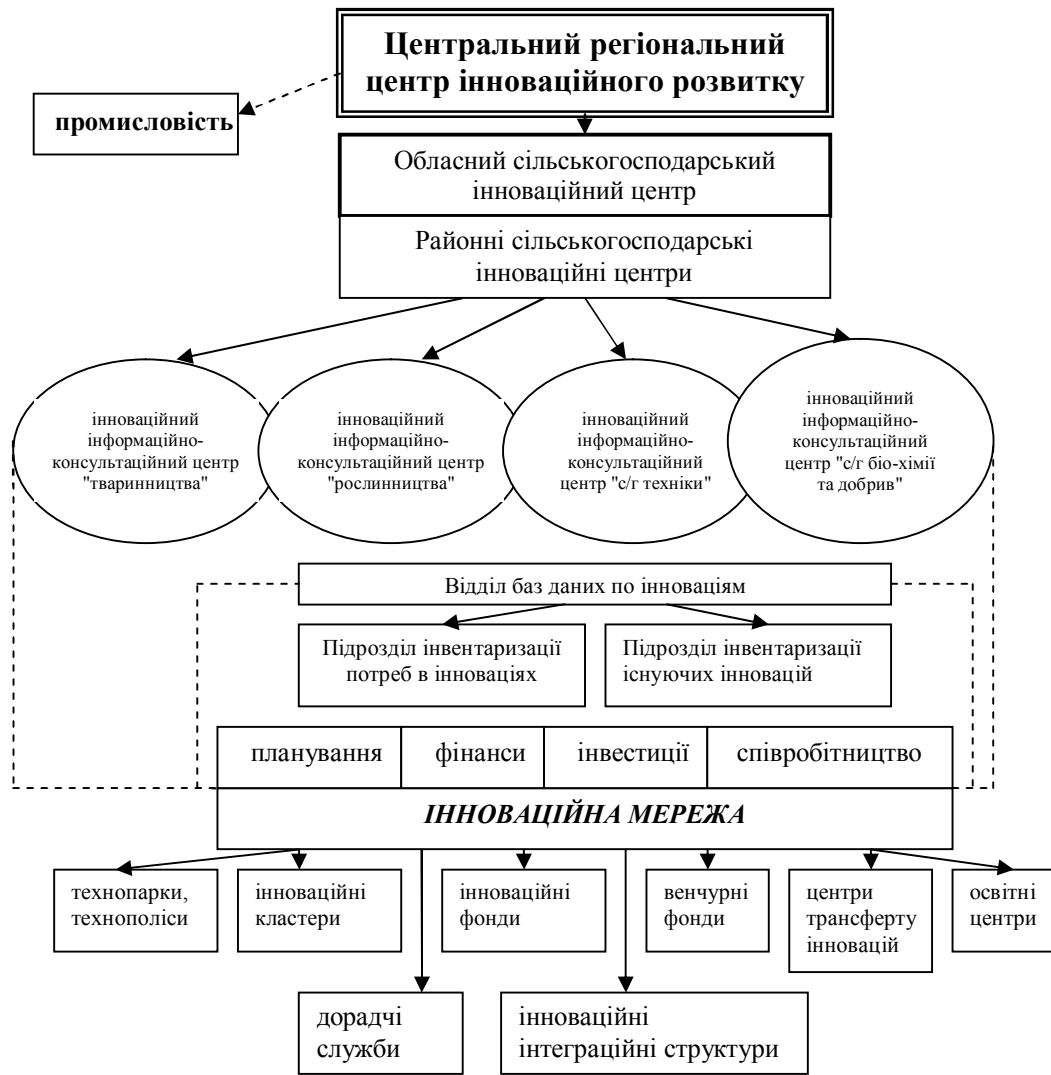 Центральний регіональний
центр інноваційного розвитку
промисловість
Обласний сільськогосподарський
інноваційний центр
Районні сільськогосподарські
інноваційні центри
інноваційний
інформаційно-
консультаційний центр
"тваринництва"
інноваційний
інформаційно-
консультаційний центр
"рослинництва"
інноваційний
інформаційно-
консультаційний
центр "с/г техніки"
інноваційний
інформаційно-
консультаційний
центр "с/г біо-хімії
та добрив"
Відділ баз даних по інноваціям
Підрозділ інвентаризації
потреб в інноваціях
Підрозділ інвентаризації
існуючих інновацій
планування
фінанси
інвестиції
співробітництво
ІННОВАЦІЙНА МЕРЕЖА
технопарки,
технополіси
інноваційні
кластери
інноваційні
фонди
венчурні
фонди
центри
трансферту
інновацій
освітні
центри
дорадчі
служби
інноваційні
інтеграційні структури